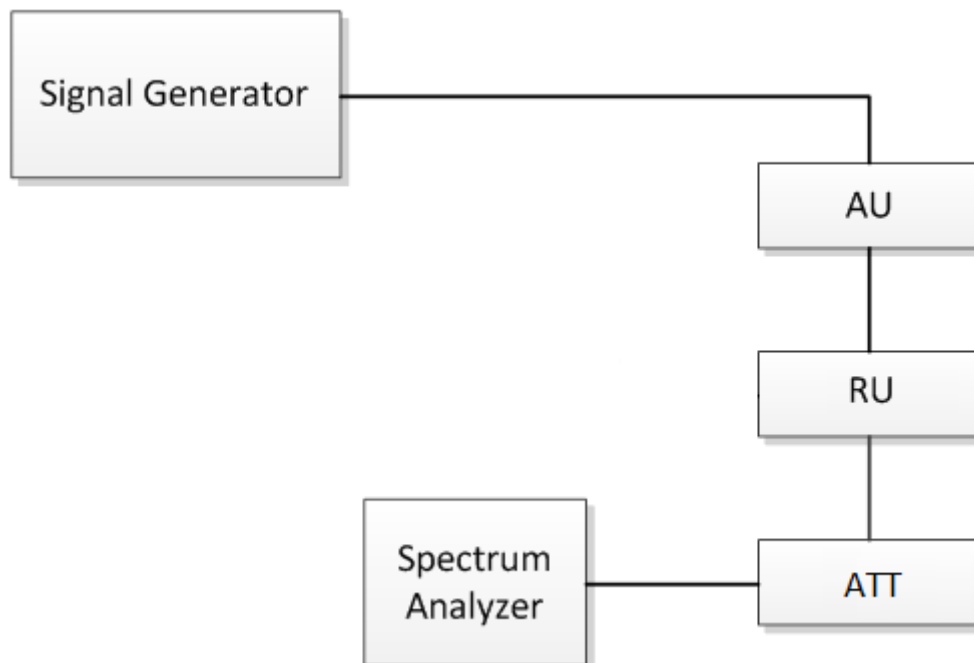 Signal Generator
AU
RU
Spectrum
Analyzer
ATT